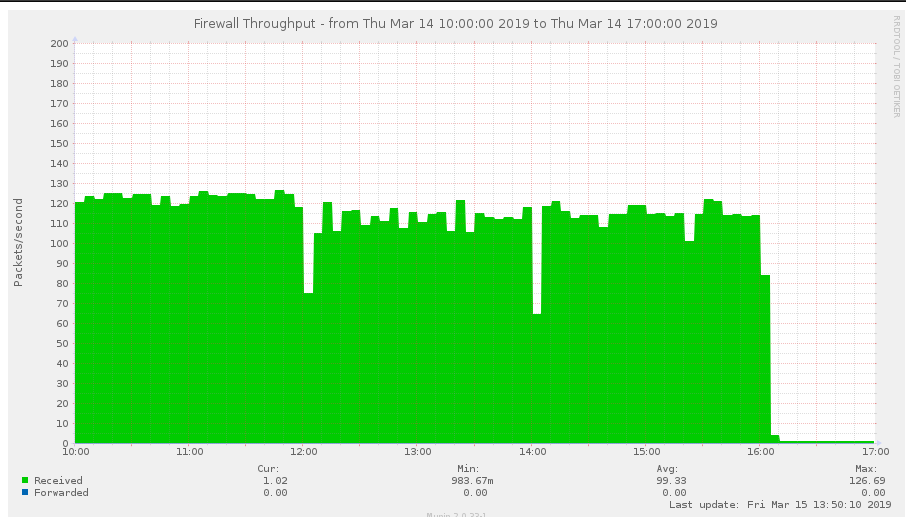 Firewall Throughput - from Thu Mar 14 10:00:00 2019 to Thu Mar 14 17:00:00 2019
RRDTOOL / TOBI OETIKER
Packets/second
200
190
180
170
160
150
140
130
120
110
100
90
80
70
60
50
40
30
20
10
0
10:00 11:00 12:00 13:00 14:00 15:00 16:00 17:00
Cur: Min: Avg: Max:
Received 1.02 983.67m 99.33 126.69
Forwarded 0.00 0.00 0.00 0.00
Last update: Fri Mar 15 13:50:10 2019